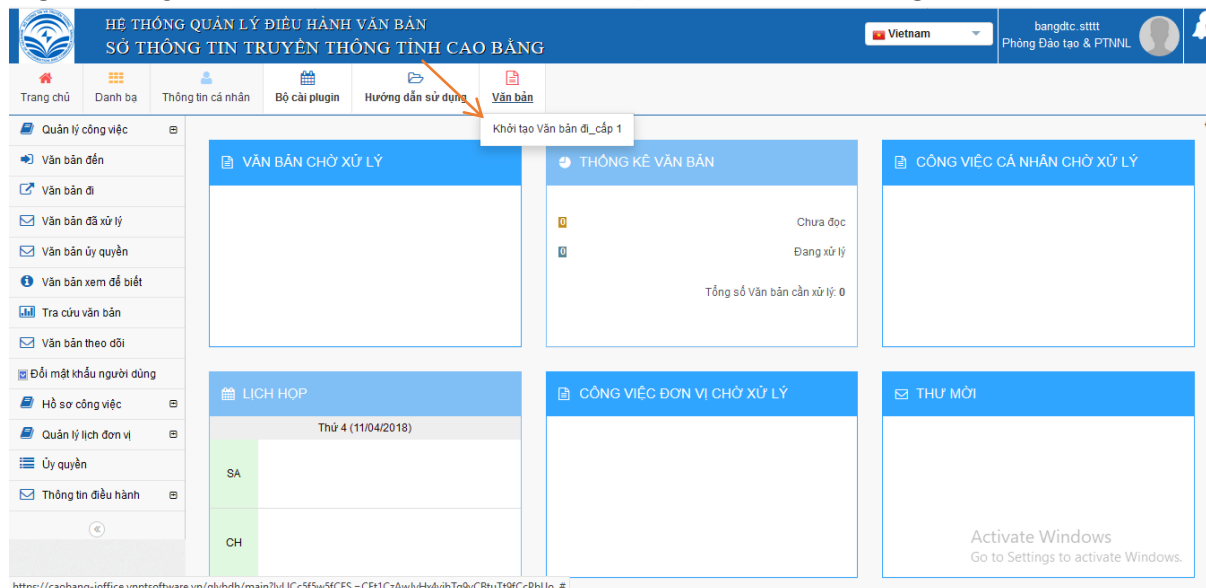 HỆ THỐNG QUẢN LÝ ĐIỀU HÀNH VĂN BẢN
SỞ THÔNG TIN TRUYỀN THÔNG TỈNH CAO BẰNG
Vietnam
bangdtc.stttt
Phòng Đào tạo & PTNNL
Trang chủ
Danh bạ
Thông tin cá nhân
Bộ cài plugin
Hướng dẫn sử dụng
Văn bản
Khởi tạo Văn bản đi_cấp 1
Quản lý công việc
Văn bản đến
Văn bản đi
Văn bản đã xử lý
Văn bản ủy quyền
Văn bản xem để biết
Tra cứu văn bản
Văn bản theo dõi
Đổi mật khẩu người dùng
Hồ sơ công việc
Quản lý lịch đơn vị
Ủy quyền
Thông tin điều hành
VĂN BẢN CHỜ XỬ LÝ
THỐNG KÊ VĂN BẢN
0 Chưa đọc
0 Đang xử lý
Tổng số Văn bản cần xử lý: 0
CÔNG VIỆC CÁ NHÂN CHỜ XỬ LÝ
LỊCH HỌP
Thứ 4 (11/04/2018)
SA
CH
CÔNG VIỆC ĐƠN VỊ CHỜ XỬ LÝ
THƯ MỜI
Activate Windows
Go to Settings to activate Windows.